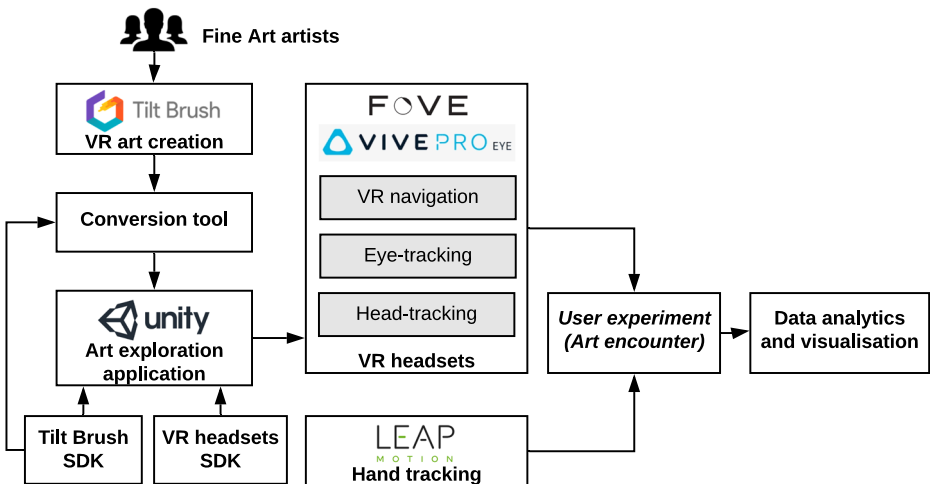 Fine Art artists
Tilt Brush
VR art creation
Conversion tool
unity
Art exploration
application
Tilt Brush
SDK
VR headsets
SDK
FOVE
VIVE PRO EYE
VR navigation
Eye-tracking
Head-tracking
VR headsets
LEAP
MOTION
Hand tracking
User experiment
(Art encounter)
Data analytics
and visualisation